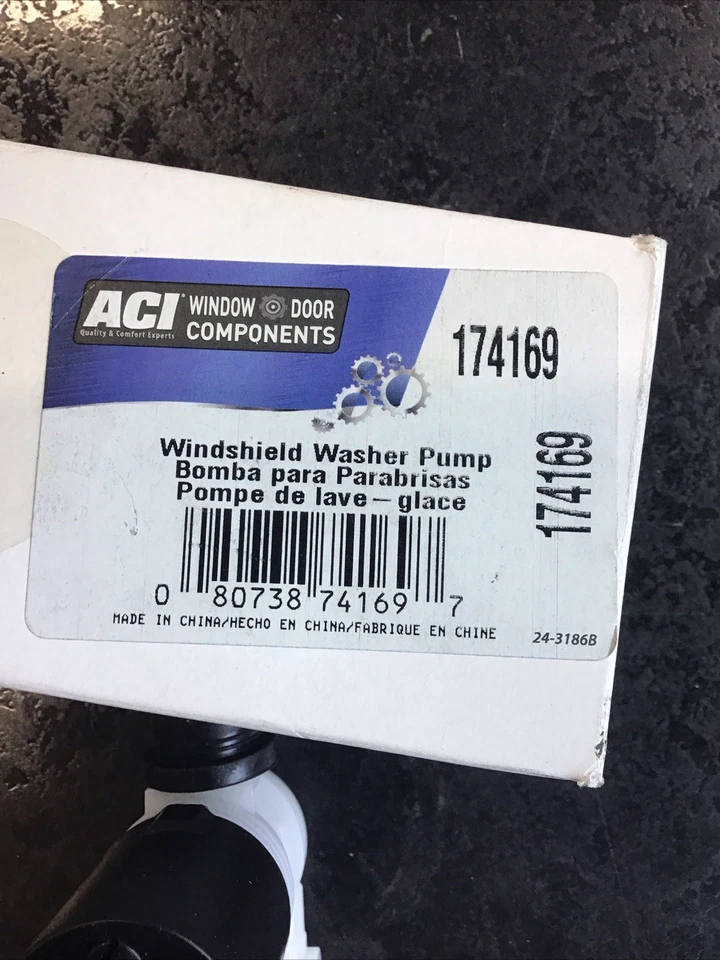 ACI® WINDOW DOOR
Quality & Comfort Experts COMPONENTS
174169
174169
Windshield Washer Pump
Bomba para Parabrisas
Pompe de lave-glace
0 80738 74169 7
MADE IN CHINA/HECHO EN CHINA/FABRIQUE EN CHINE
24-3186B